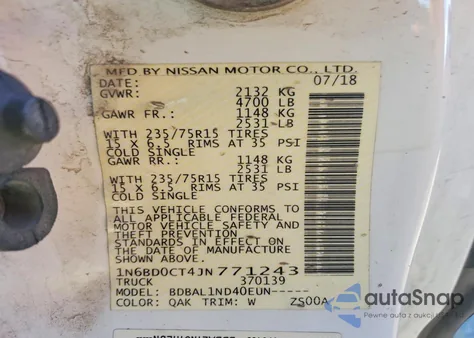 MFD BY NISSAN MOTOR CO., LTD.
DATE: 07/18
GVWR: 2132 KG
4700 LB
GAWR FR.: 1148 KG
2531 LB
WITH 235/75R15 TIRES
15 X 6.5 RIMS AT 35 PSI
COLD SINGLE
GAWR RR.: 1148 KG
2531 LB
WITH 235/75R15 TIRES
15 X 6.5 RIMS AT 35 PSI
COLD SINGLE
THIS VEHICLE CONFORMS TO
ALL APPLICABLE FEDERAL
MOTOR VEHICLE SAFETY AND
THEFT PREVENTION
STANDARDS IN EFFECT ON
THE DATE OF MANUFACTURE
SHOWN ABOVE.
1N6BD0CT4JN771243
TRUCK 370139
MODEL: BDBAL1ND40EUN------
COLOR: QAK TRIM: W ZS00A
autoSnap